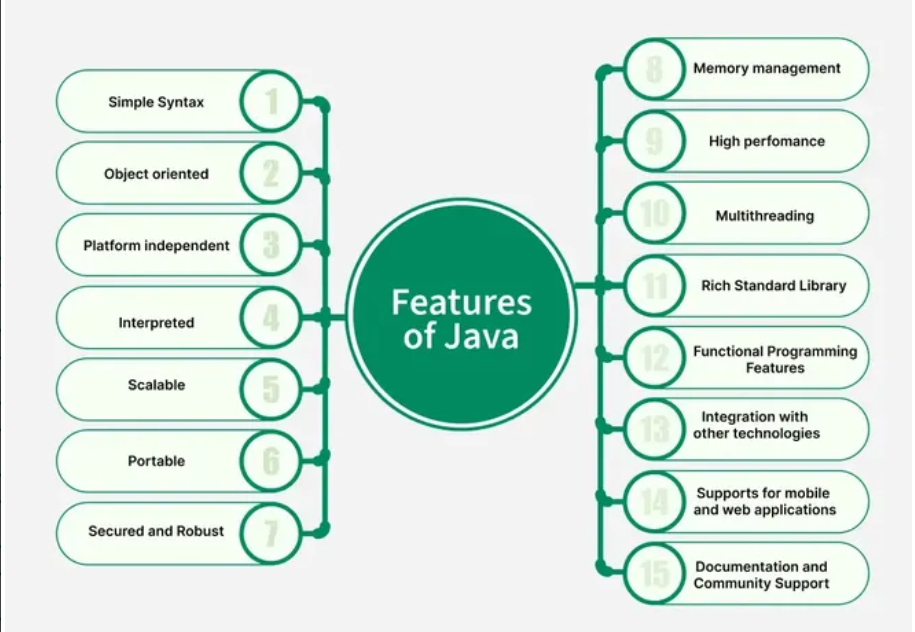 Simple Syntax
1
Object oriented
2
Platform independent
3
Interpreted
4
Scalable
5
Portable
6
Secured and Robust
7
Features
of Java
8
Memory management
9
High perfomance
10
Multithreading
11
Rich Standard Library
12
Functional Programming
Features
13
Integration with
other technologies
14
Supports for mobile
and web applications
15
Documentation and
Community Support